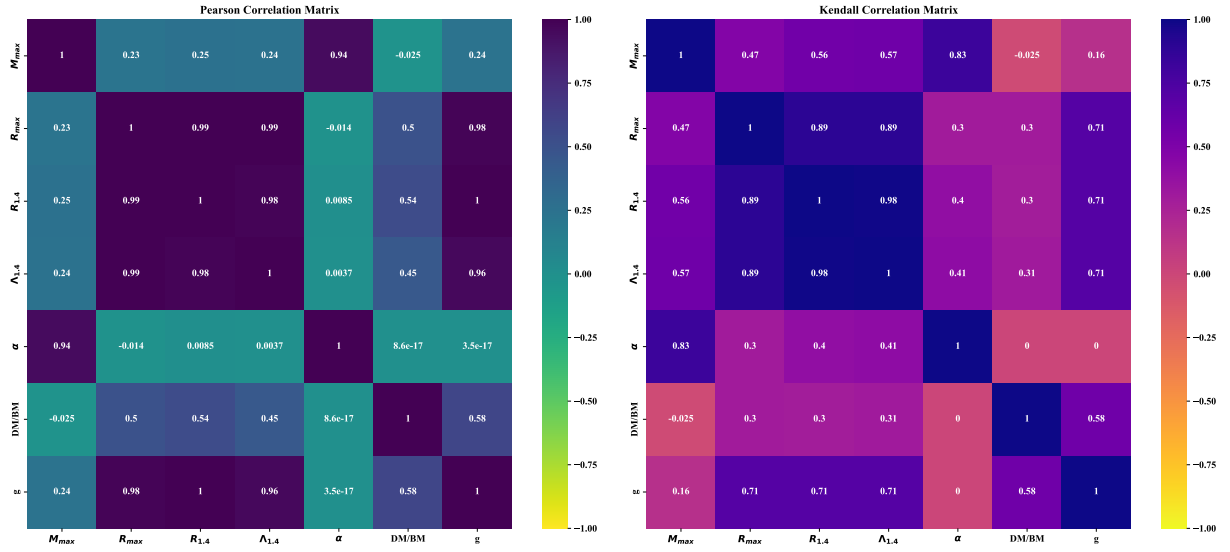 Pearson Correlation Matrix
M_max 1 0.23 0.25 0.24 0.94 -0.025 0.24
R_max 0.23 1 0.99 0.99 -0.014 0.5 0.98
R_1.4 0.25 0.99 1 0.98 0.0085 0.54 1
Λ_1.4 0.24 0.99 0.98 1 0.0037 0.45 0.96
α 0.94 -0.014 0.0085 0.0037 1 8.6e-17 3.5e-17
DM/BM -0.025 0.5 0.54 0.45 8.6e-17 1 0.58
g 0.24 0.98 1 0.96 3.5e-17 0.58 1
M_max R_max R_1.4 Λ_1.4 α DM/BM g
1.00
0.75
0.50
0.25
0.00
−0.25
−0.50
−0.75
−1.00
Kendall Correlation Matrix
M_max 1 0.47 0.56 0.57 0.83 -0.025 0.16
R_max 0.47 1 0.89 0.89 0.3 0.3 0.71
R_1.4 0.56 0.89 1 0.98 0.4 0.3 0.71
Λ_1.4 0.57 0.89 0.98 1 0.41 0.31 0.71
α 0.83 0.3 0.4 0.41 1 0 0
DM/BM -0.025 0.3 0.3 0.31 0 1 0.58
g 0.16 0.71 0.71 0.71 0 0.58 1
M_max R_max R_1.4 Λ_1.4 α DM/BM g
1.00
0.75
0.50
0.25
0.00
−0.25
−0.50
−0.75
−1.00